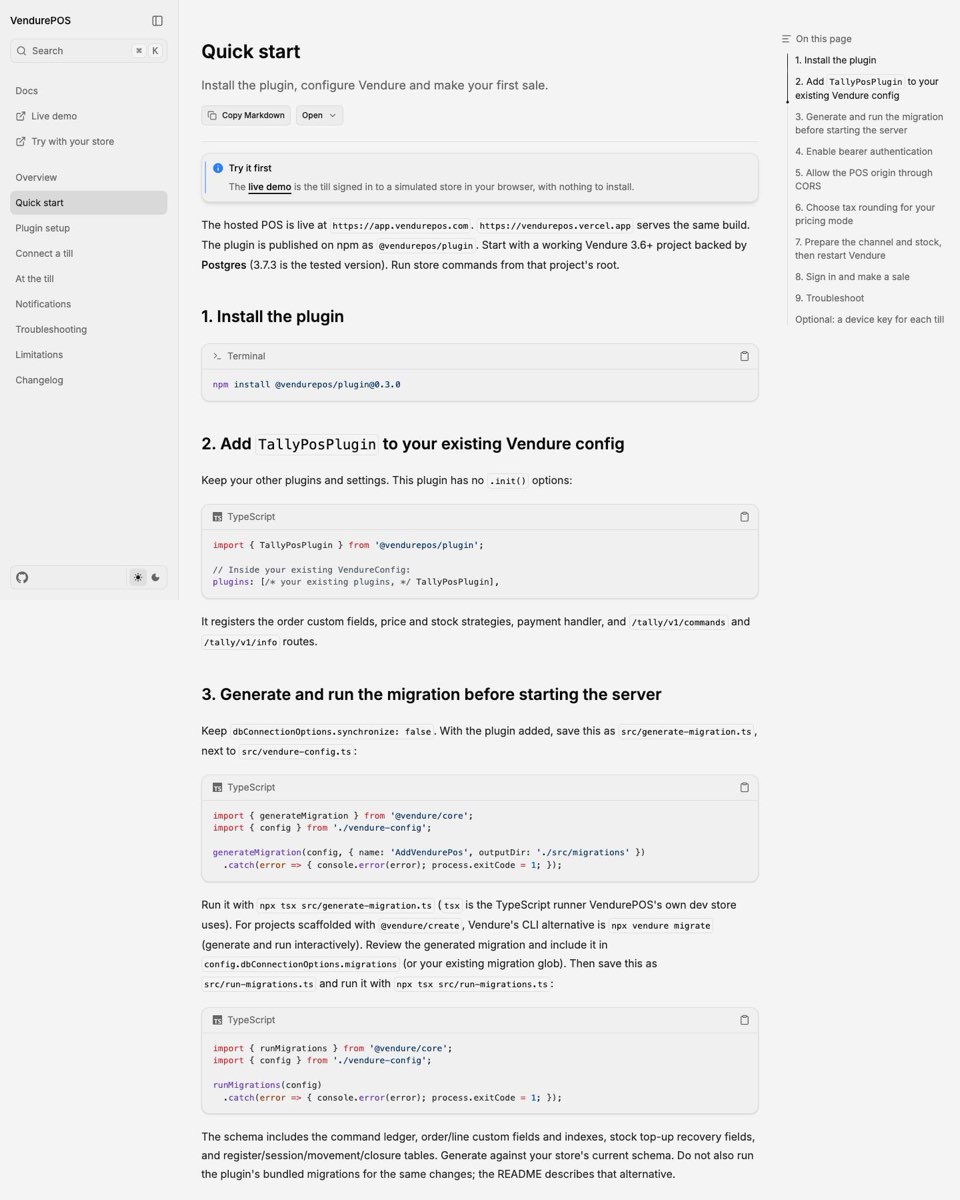 VendurePOS
Search
⌘ K
Docs
Live demo
Try with your store
Overview
Quick start
Plugin setup
Connect a till
At the till
Notifications
Troubleshooting
Limitations
Changelog
Quick start
Install the plugin, configure Vendure and make your first sale.
Copy Markdown
Open
Try it first
The live demo is the till signed in to a simulated store in your browser, with nothing to install.
The hosted POS is live at https://app.vendurepos.com. https://vendurepos.vercel.app serves the same build.
The plugin is published on npm as @vendurepos/plugin. Start with a working Vendure 3.6+ project backed by
Postgres (3.7.3 is the tested version). Run store commands from that project's root.
1. Install the plugin
Terminal
npm install @vendurepos/plugin@0.3.0
2. Add TallyPosPlugin to your existing Vendure config
Keep your other plugins and settings. This plugin has no .init() options:
TypeScript
import { TallyPosPlugin } from '@vendurepos/plugin';
// Inside your existing VendureConfig:
plugins: [/* your existing plugins, */ TallyPosPlugin],
It registers the order custom fields, price and stock strategies, payment handler, and /tally/v1/commands and
/tally/v1/info routes.
3. Generate and run the migration before starting the server
Keep dbConnectionOptions.synchronize: false. With the plugin added, save this as src/generate-migration.ts,
next to src/vendure-config.ts:
TypeScript
import { generateMigration } from '@vendure/core';
import { config } from './vendure-config';
generateMigration(config, { name: 'AddVendurePos', outputDir: './src/migrations' })
.catch(error => { console.error(error); process.exitCode = 1; });
Run it with npx tsx src/generate-migration.ts (tsx is the TypeScript runner VendurePOS's own dev store
uses). For projects scaffolded with @vendure/create, Vendure's CLI alternative is npx vendure migrate
(generate and run interactively). Review the generated migration and include it in
config.dbConnectionOptions.migrations (or your existing migration glob). Then save this as
src/run-migrations.ts and run it with npx tsx src/run-migrations.ts:
TypeScript
import { runMigrations } from '@vendure/core';
import { config } from './vendure-config';
runMigrations(config)
.catch(error => { console.error(error); process.exitCode = 1; });
The schema includes the command ledger, order/line custom fields and indexes, stock top-up recovery fields,
and register/session/movement/closure tables. Generate against your store's current schema. Do not also run
the plugin's bundled migrations for the same changes; the README describes that alternative.
On this page
1. Install the plugin
2. Add TallyPosPlugin to your
existing Vendure config
3. Generate and run the migration
before starting the server
4. Enable bearer authentication
5. Allow the POS origin through
CORS
6. Choose tax rounding for your
pricing mode
7. Prepare the channel and stock,
then restart Vendure
8. Sign in and make a sale
9. Troubleshoot
Optional: a device key for each till